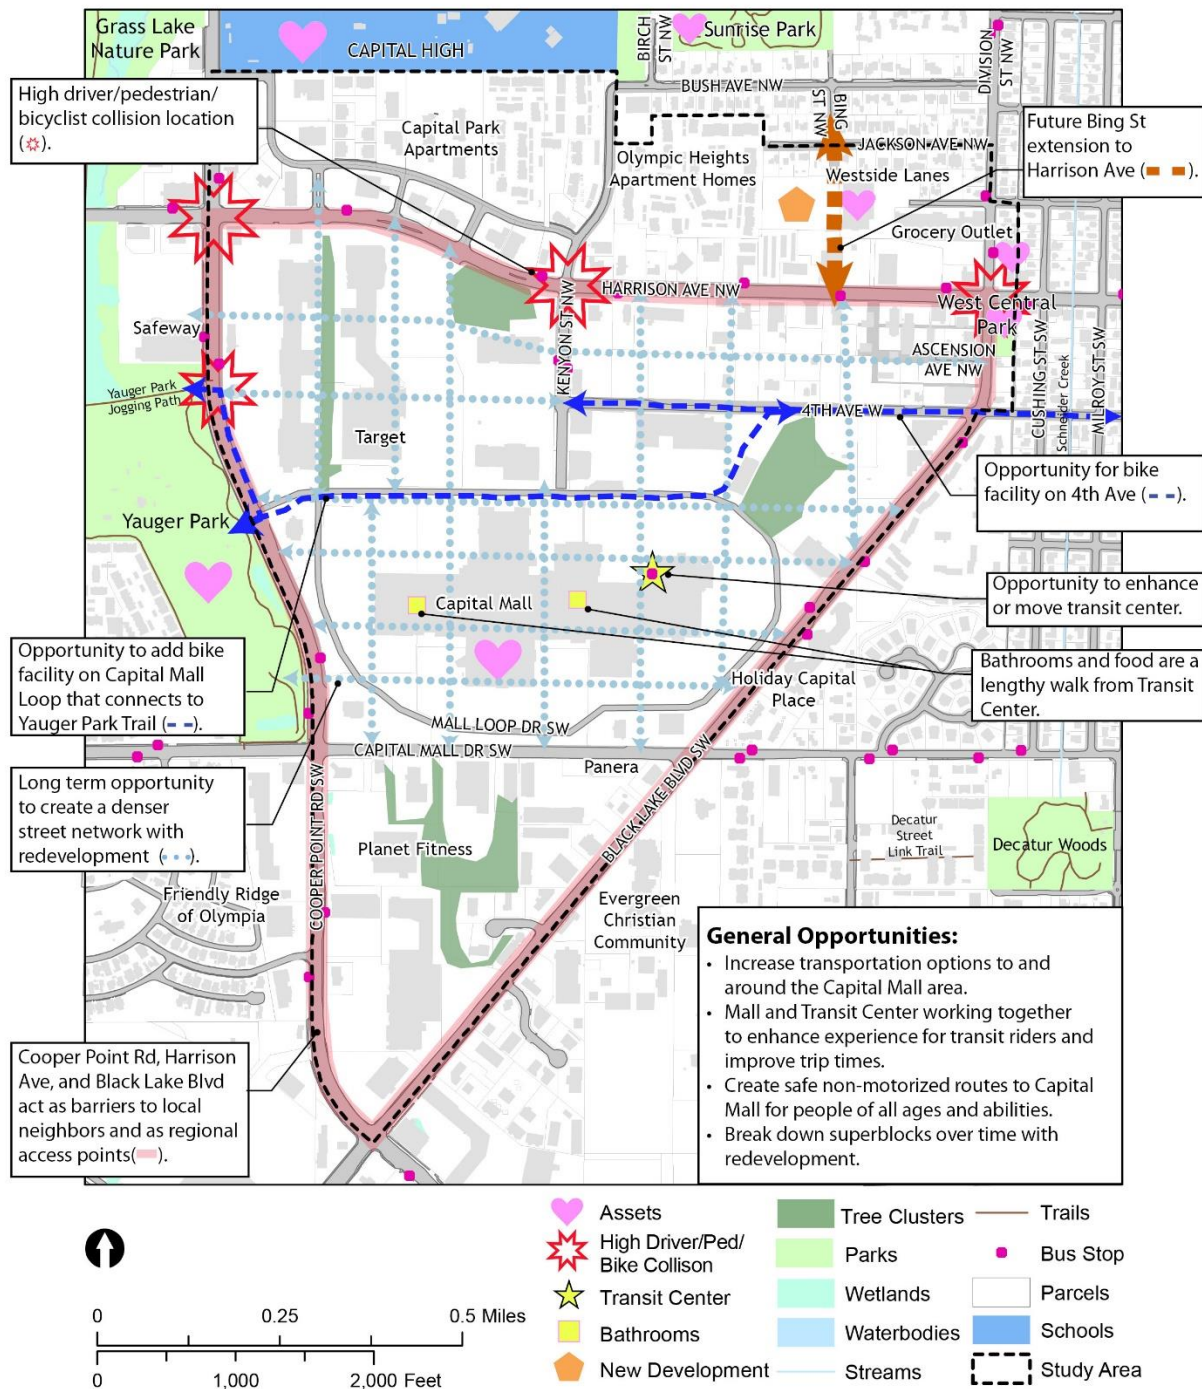 Grass Lake
Nature Park
CAPITAL HIGH
BIRCH
ST NW
Sunrise Park
DIVISION
ST NW
BUSH AVE NW
High driver/pedestrian/
bicyclist collision location
( ).
Capital Park
Apartments
BING
ST NW
JACKSON AVE NW
Future Bing St
extension to
Harrison Ave ( ).
Olympic Heights
Apartment Homes
Westside Lanes
Grocery Outlet
HARRISON AVE NW
West Central
Park
Safeway
KENYON ST NW
ASCENSION
AVE NW
CUSHING ST SW
Schneider Creek
MILROY ST SW
Yauger Park
Jogging Path
4TH AVE W
Target
Opportunity for bike
facility on 4th Ave ( ).
Yauger Park
Opportunity to enhance
or move transit center.
Capital Mall
Opportunity to add bike
facility on Capital Mall
Loop that connects to
Yauger Park Trail ( ).
Bathrooms and food are a
lengthy walk from Transit
Center.
Holiday Capital
Place
MALL LOOP DR SW
CAPITAL MALL DR SW
Panera
Long term opportunity
to create a denser
street network with
redevelopment ( ).
COOPER POINT RD SW
BLACK LAKE BLVD SW
Planet Fitness
Decatur
Street
Link Trail
Decatur Woods
Friendly Ridge
of Olympia
Evergreen
Christian
Community
General Opportunities:
• Increase transportation options to and
around the Capital Mall area.
• Mall and Transit Center working together
to enhance experience for transit riders and
improve trip times.
• Create safe non-motorized routes to Capital
Mall for people of all ages and abilities.
• Break down superblocks over time with
redevelopment.
Cooper Point Rd, Harrison
Ave, and Black Lake Blvd
act as barriers to local
neighbors and as regional
access points( ).
0 0.25 0.5 Miles
0 1,000 2,000 Feet
Assets
High Driver/Ped/
Bike Collison
Transit Center
Bathrooms
New Development
Tree Clusters
Parks
Wetlands
Waterbodies
Streams
Trails
Bus Stop
Parcels
Schools
Study Area